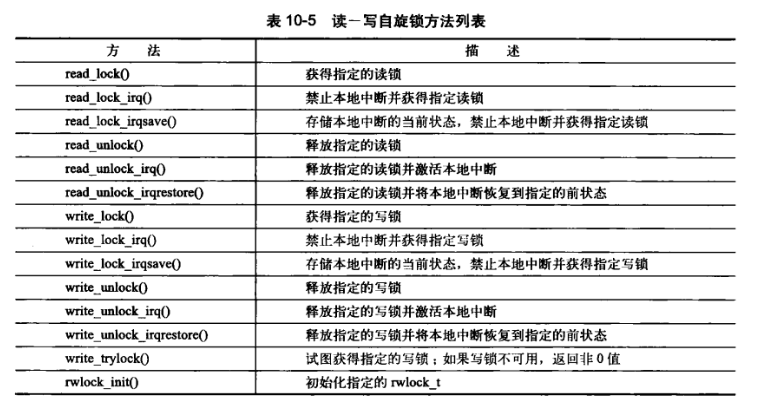 表 10-5 读－写自旋锁方法列表
方 法 描 述
read_lock() 获得指定的读锁
read_lock_irq() 禁止本地中断并获得指定读锁
read_lock_irqsave() 存储本地中断的当前状态，禁止本地中断并获得指定读锁
read_unlock() 释放指定的读锁
read_unlock_irq() 释放指定的读锁并激活本地中断
read_unlock_irqrestore() 释放指定的读锁并将本地中断恢复到指定的前状态
write_lock() 获得指定的写锁
write_lock_irq() 禁止本地中断并获得指定写锁
write_lock_irqsave() 存储本地中断的当前状态，禁止本地中断并获得指定写锁
write_unlock() 释放指定的写锁
write_unlock_irq() 释放指定的写锁并激活本地中断
write_unlock_irqrestore() 释放指定的写锁并将本地中断恢复到指定的前状态
write_trylock() 试图获得指定的写锁；如果写锁不可用，返回非 0 值
rwlock_init() 初始化指定的 rwlock_t